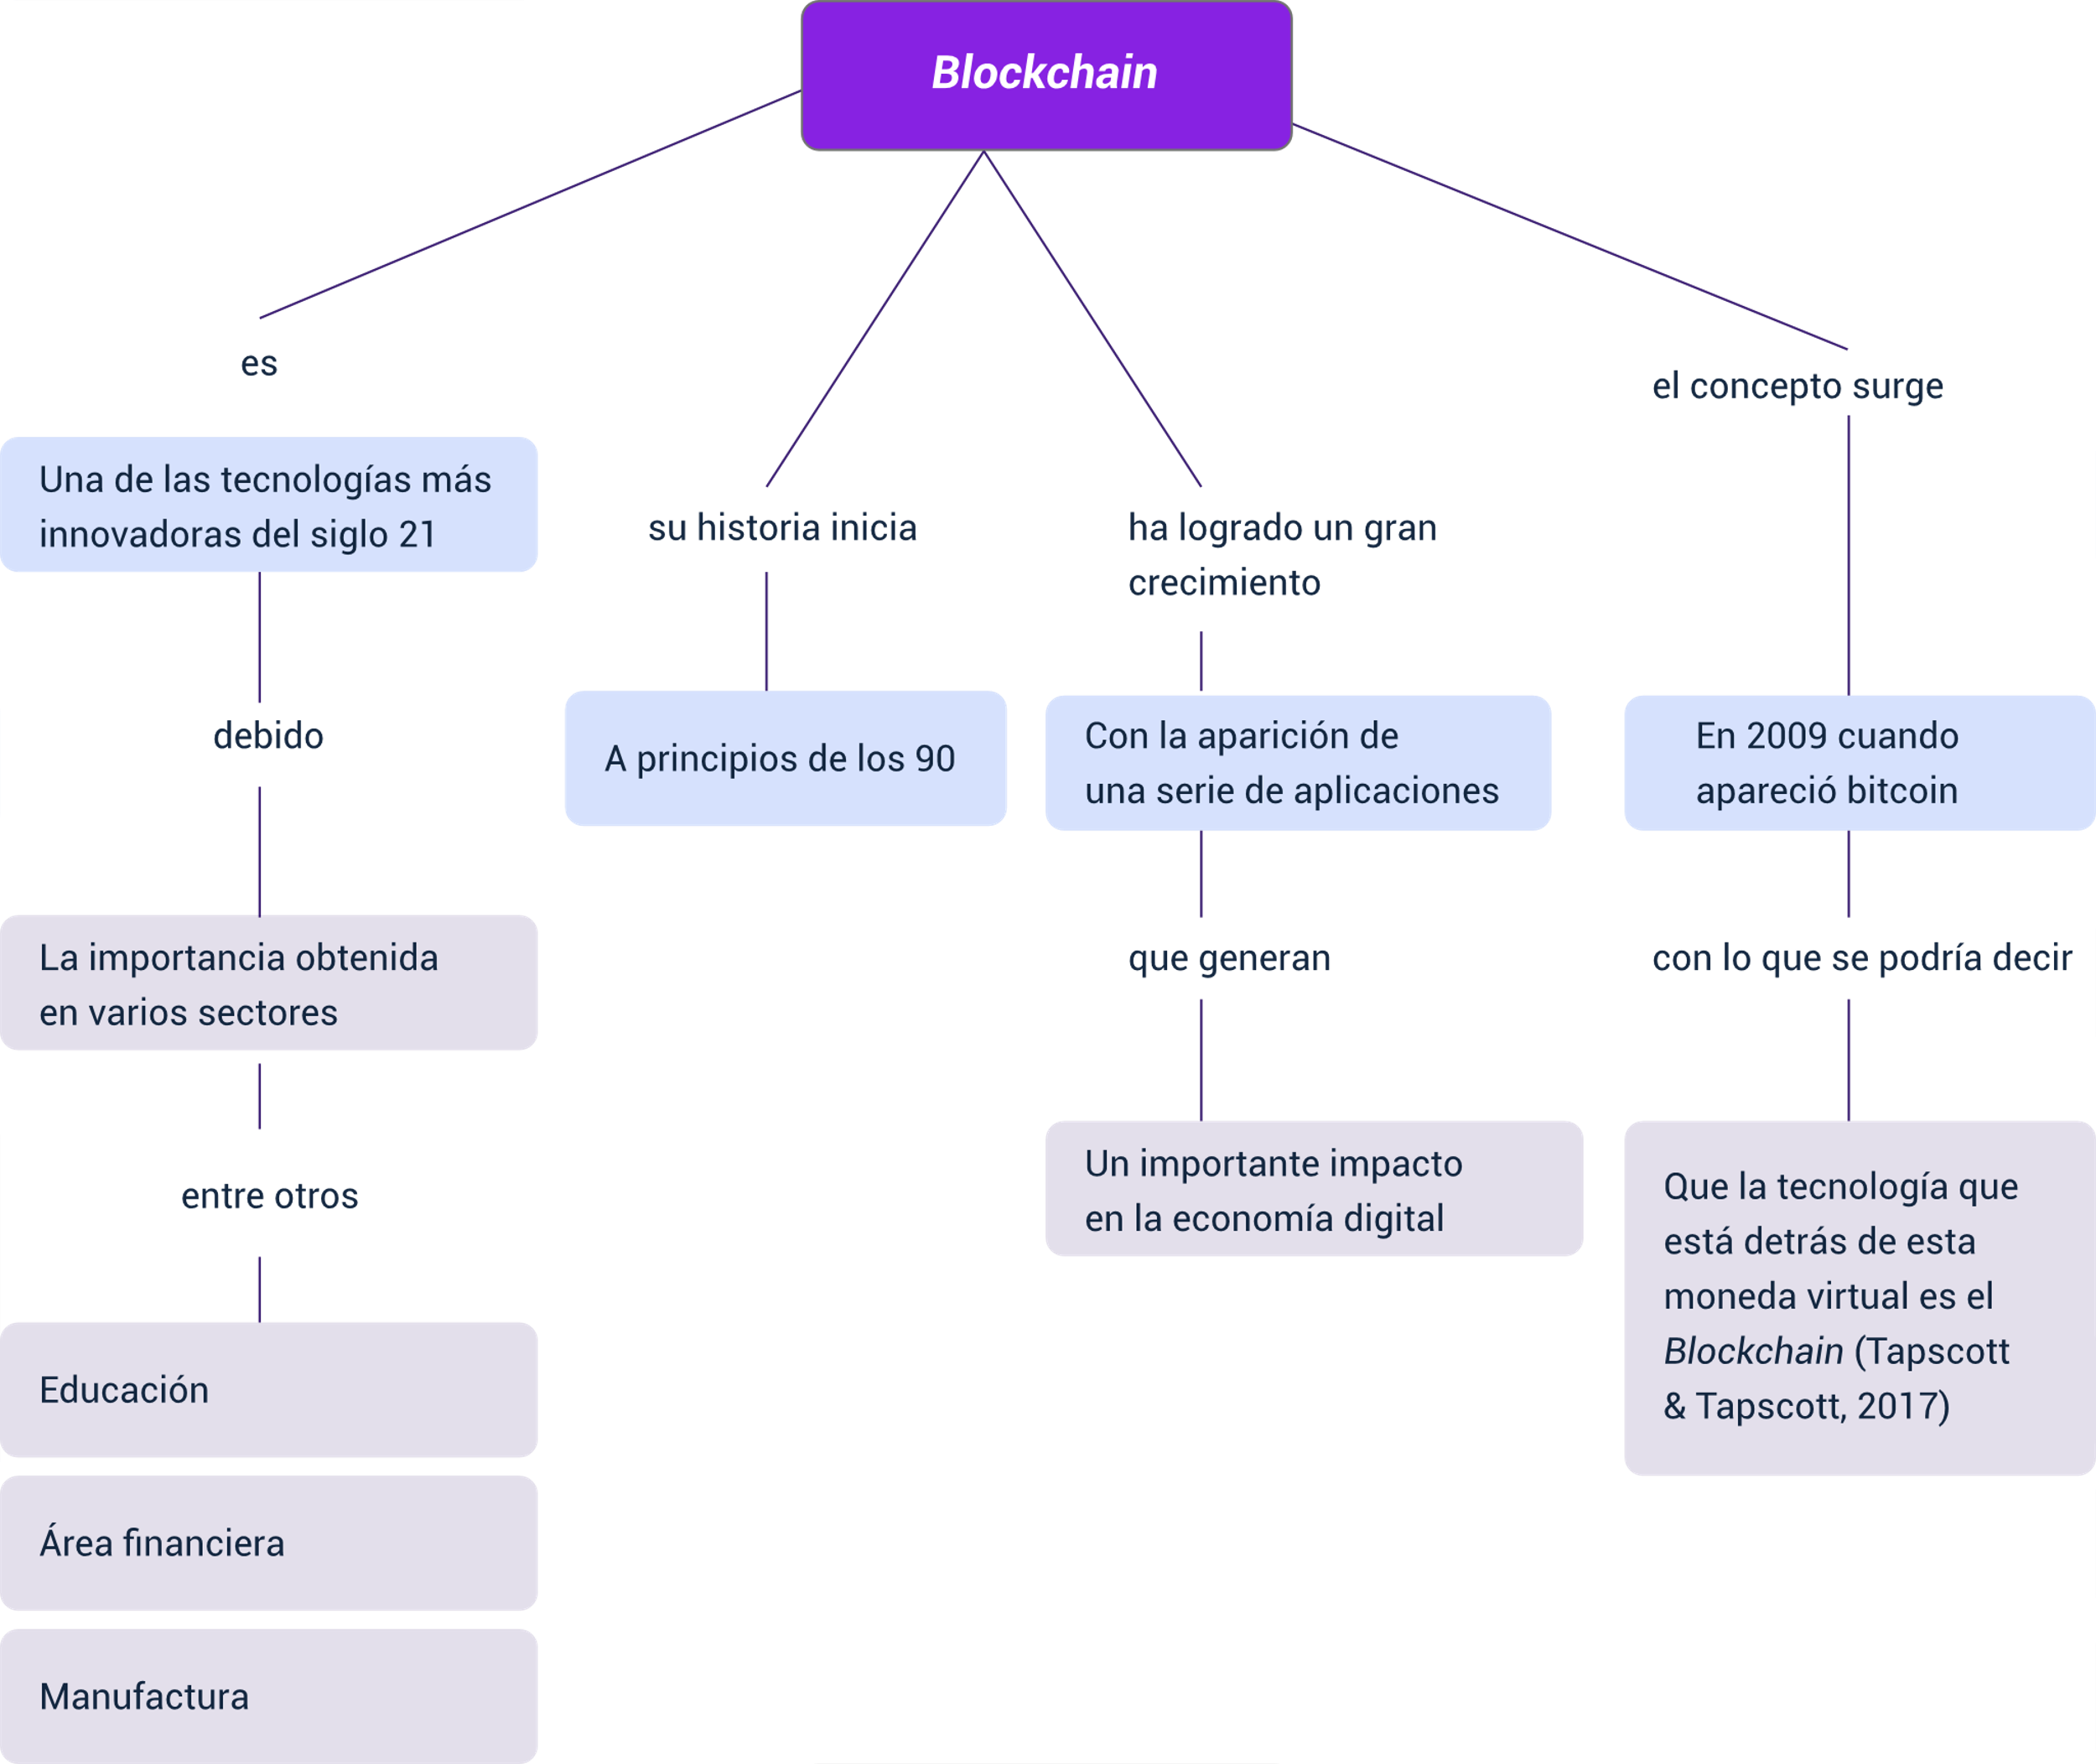 Blockchain
es
Una de las tecnologías más
innovadoras del siglo 21
debido
La importancia obtenida
en varios sectores
entre otros
Educación
Área financiera
Manufactura
su historia inicia
A principios de los 90
ha logrado un gran
crecimiento
Con la aparición de
una serie de aplicaciones
que generan
Un importante impacto
en la economía digital
el concepto surge
En 2009 cuando
apareció bitcoin
con lo que se podría decir
Que la tecnología que
está detrás de esta
moneda virtual es el
Blockchain (Tapscott
& Tapscott, 2017)